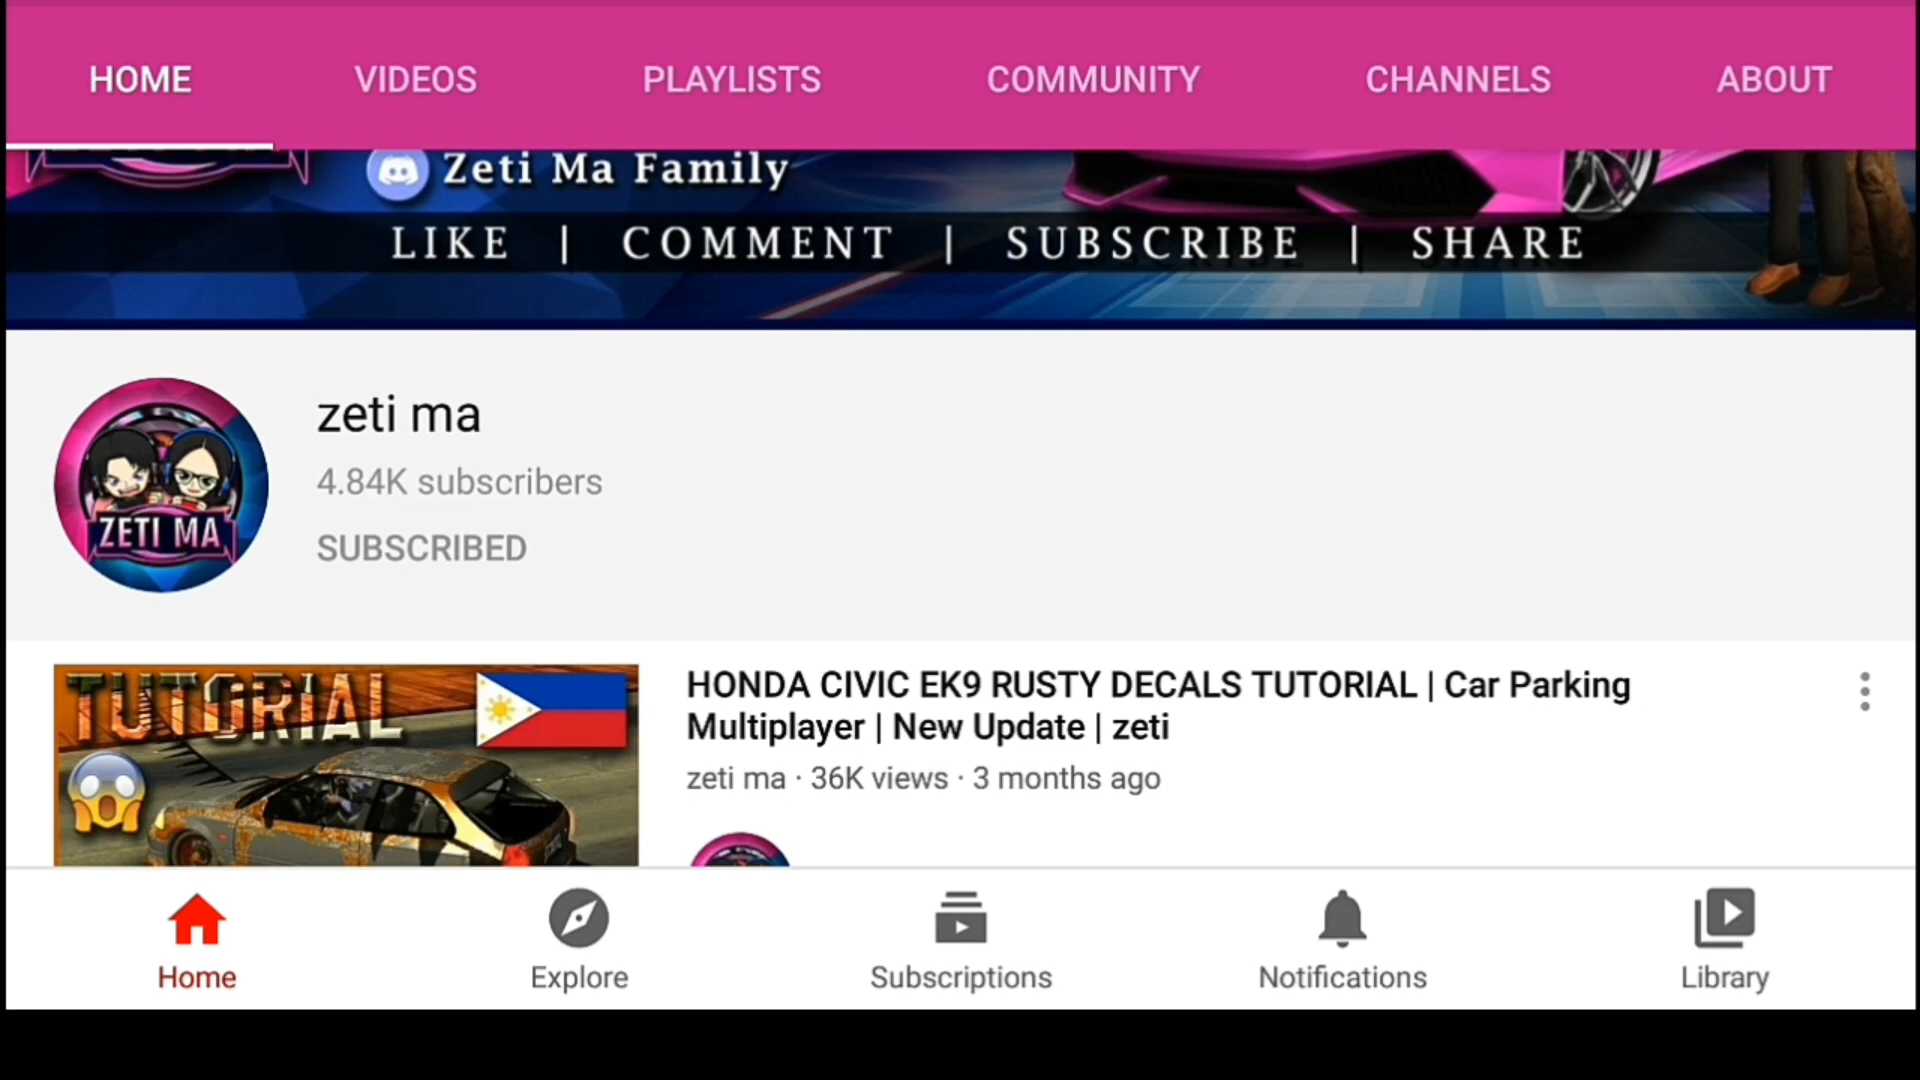 HOME VIDEOS PLAYLISTS COMMUNITY CHANNELS ABOUT
Zeti Ma Family
LIKE | COMMENT | SUBSCRIBE | SHARE
zeti ma
4.84K subscribers
SUBSCRIBED
ZETI MA
TUTORIAL
HONDA CIVIC EK9 RUSTY DECALS TUTORIAL | Car Parking
Multiplayer | New Update | zeti
zeti ma · 36K views · 3 months ago
Home Explore Subscriptions Notifications Library